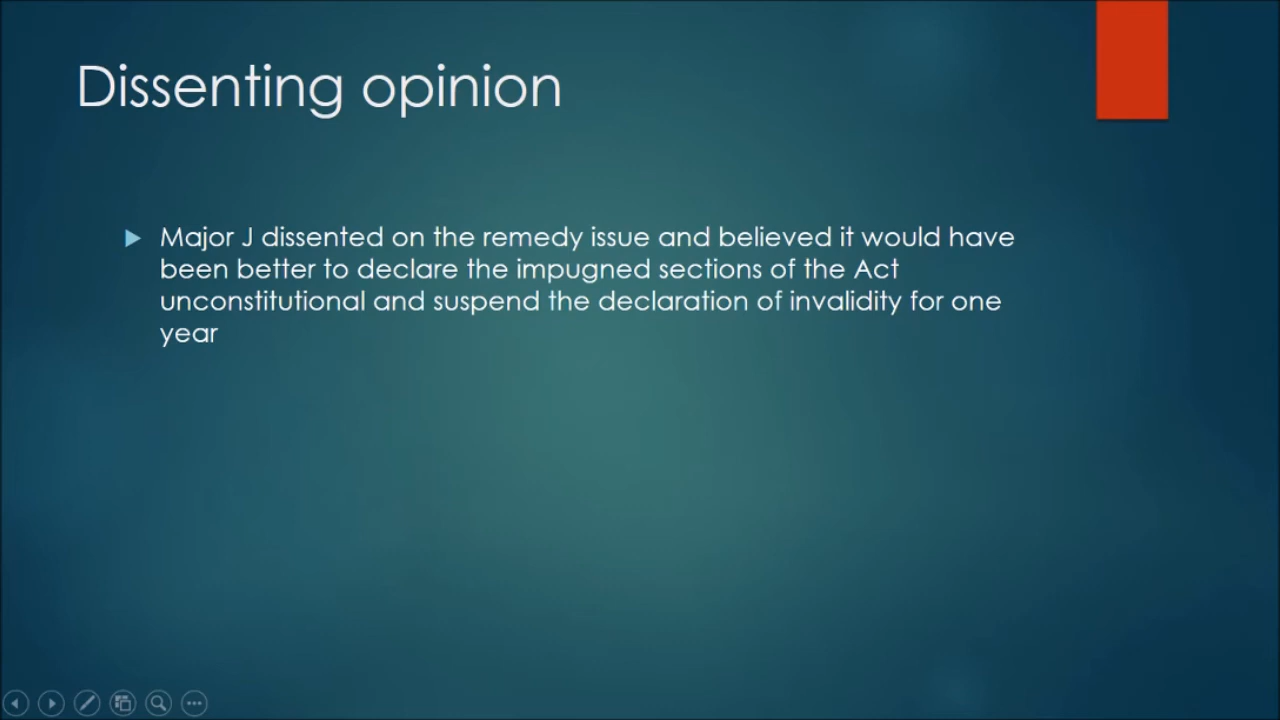 Dissenting opinion
Major J dissented on the remedy issue and believed it would have
been better to declare the impugned sections of the Act
unconstitutional and suspend the declaration of invalidity for one
year